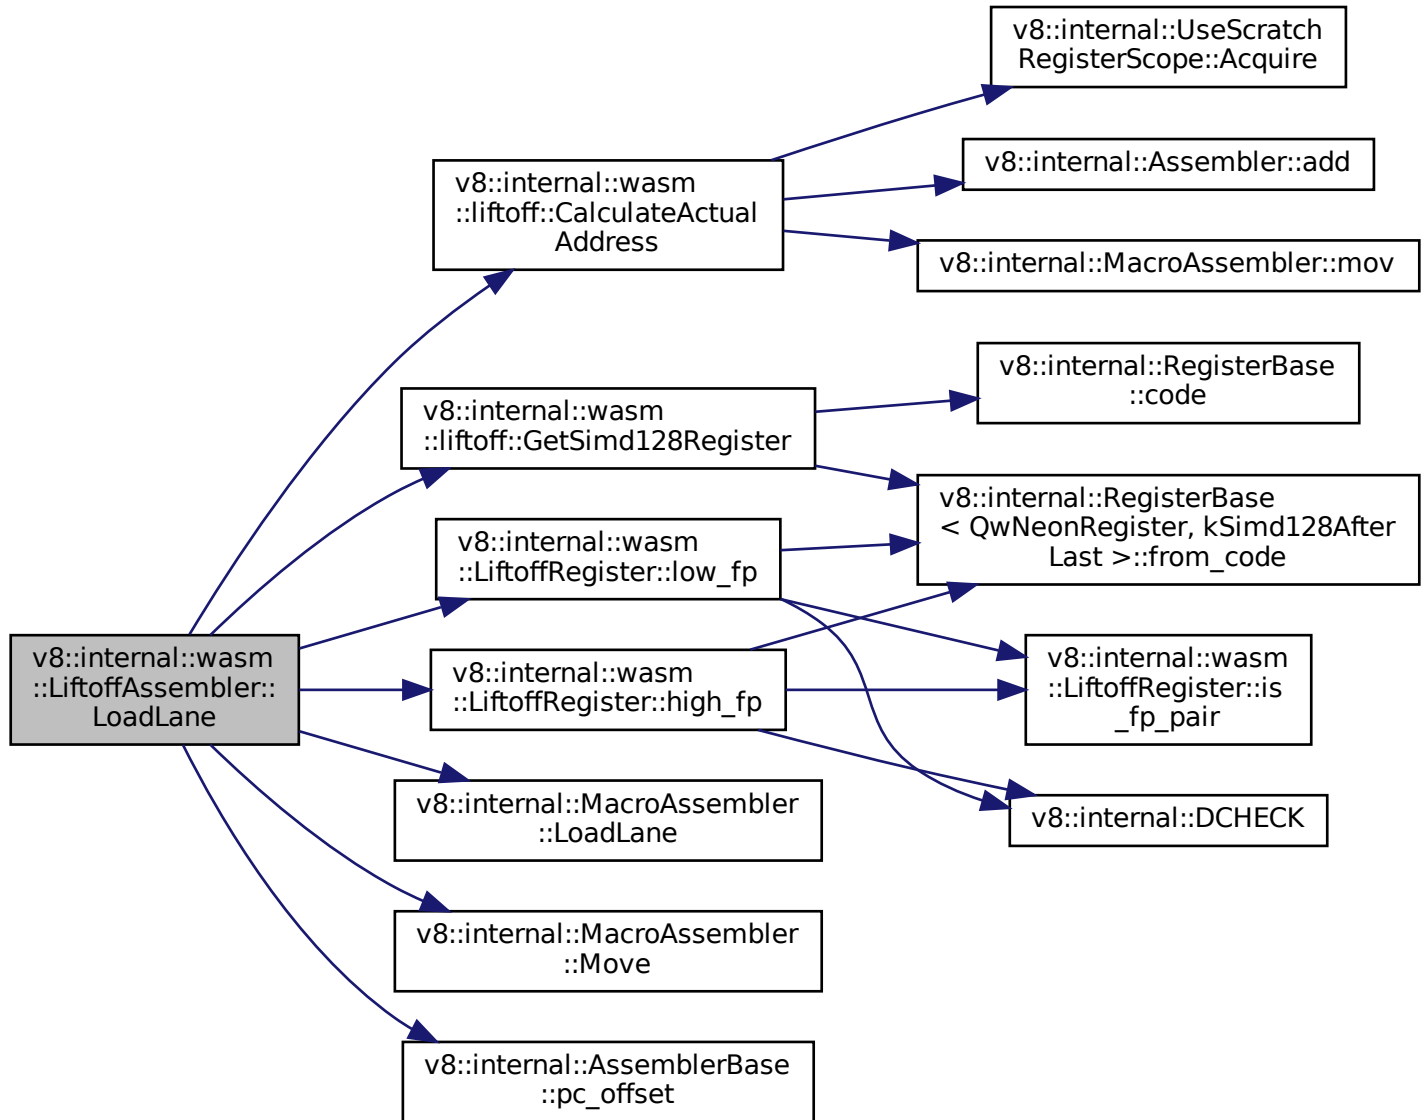 v8::internal::UseScratch
RegisterScope::Acquire
v8::internal::Assembler::add
v8::internal::wasm
::liftoff::CalculateActual
Address
v8::internal::MacroAssembler::mov
v8::internal::RegisterBase
::code
v8::internal::wasm
::liftoff::GetSimd128Register
v8::internal::RegisterBase
< QwNeonRegister, kSimd128After
Last >::from_code
v8::internal::wasm
::LiftoffRegister::low_fp
v8::internal::wasm
::LiftoffAssembler::
LoadLane
v8::internal::wasm
::LiftoffRegister::high_fp
v8::internal::wasm
::LiftoffRegister::is
_fp_pair
v8::internal::MacroAssembler
::LoadLane
v8::internal::DCHECK
v8::internal::MacroAssembler
::Move
v8::internal::AssemblerBase
::pc_offset